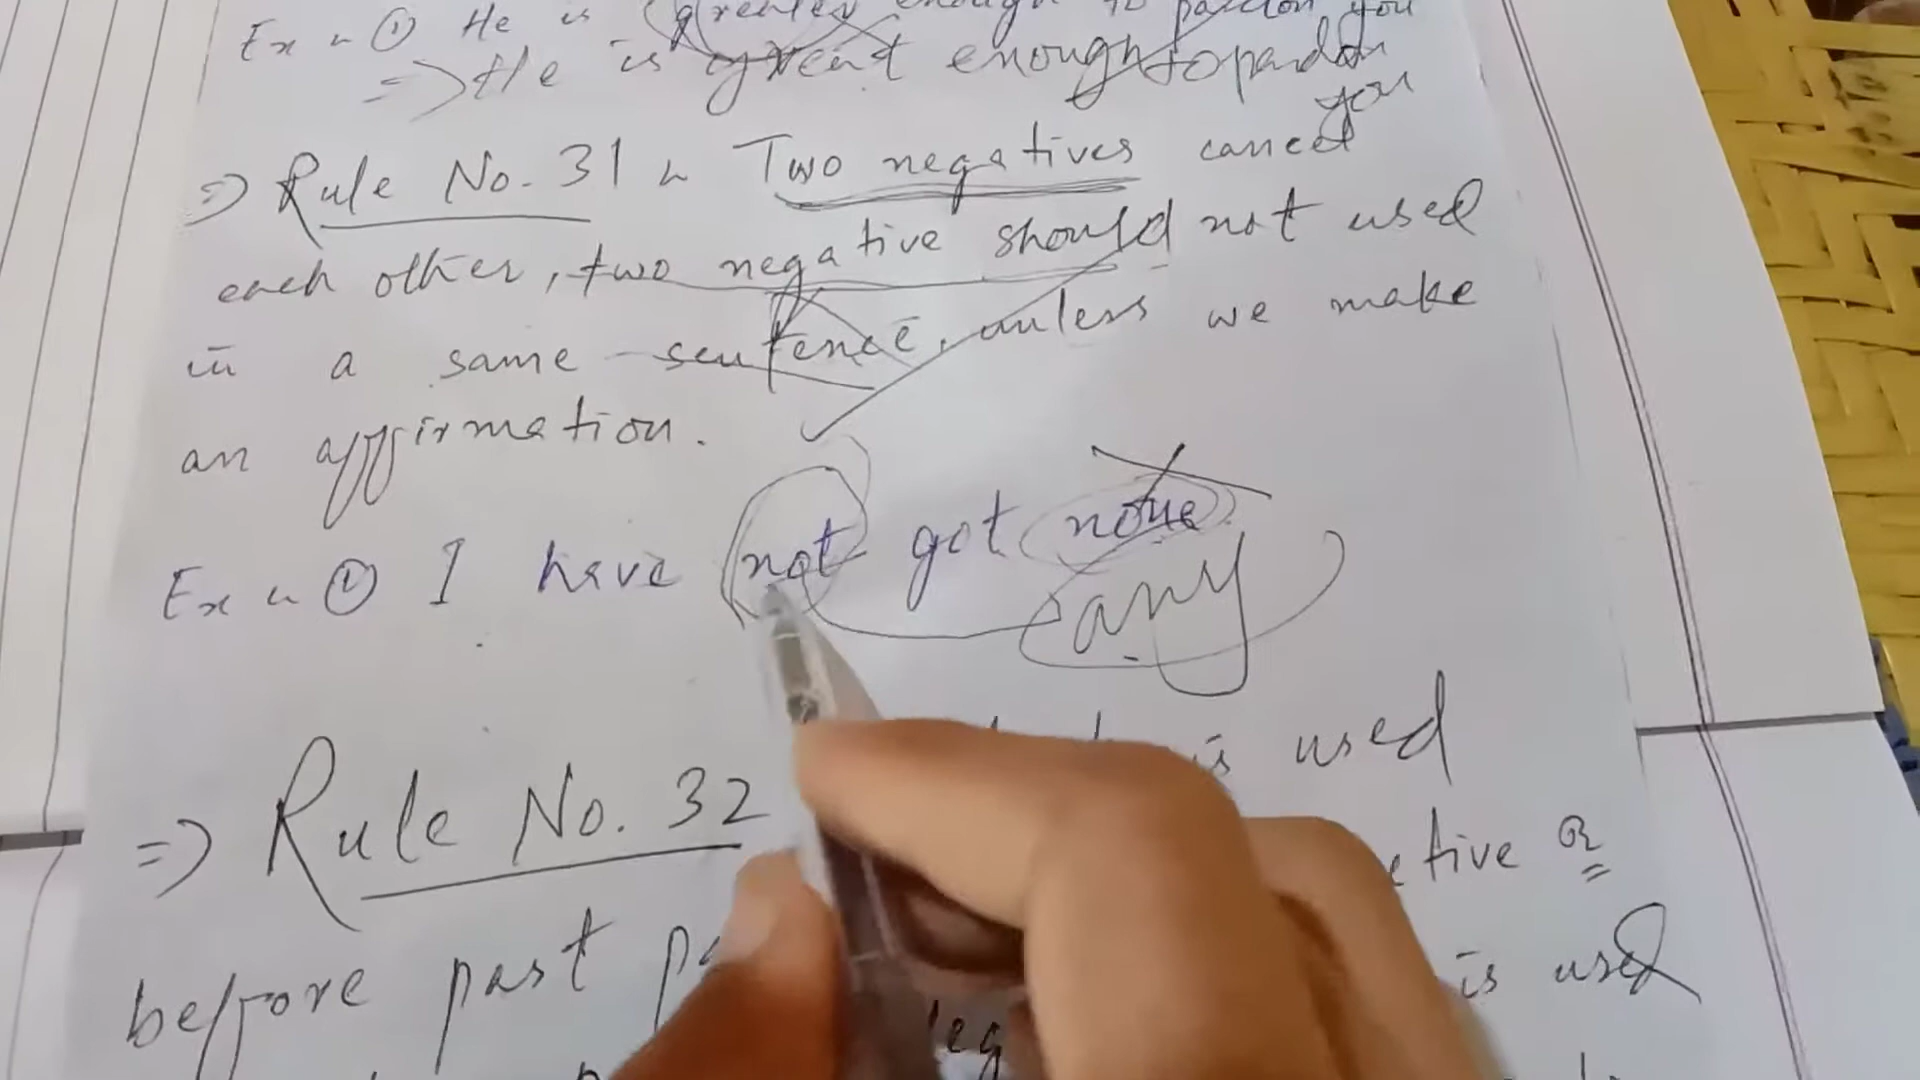 Ex ~ ① He is greater enough to pardon you
=> He is great enough to pardon you
=> Rule No. 31 ~ Two negatives cancel
each other, two negative should not used
in a same sentence, unless we make
an affirmation.
Ex ~ ① I have not got none
any
=> Rule No. 32 is used
before past is used